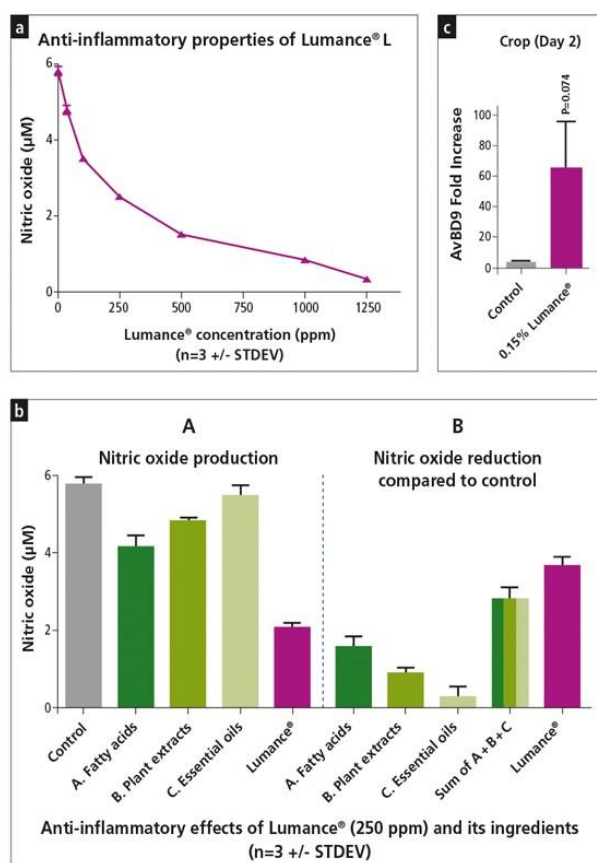 a
Anti-inflammatory properties of Lumance® L
Nitric oxide (µM)
6
4
2
0
0
250
500
750
1000
1250
Lumance® concentration (ppm)
(n=3 +/- STDEV)
c
Crop (Day 2)
P=0.074
AvBD9 Fold Increase
100
80
60
40
20
0
Control
0.15% Lumance®
b
A
Nitric oxide production
B
Nitric oxide reduction
compared to control
Nitric oxide (µM)
6
4
2
0
Control
A. Fatty acids
B. Plant extracts
C. Essential oils
Lumance®
A. Fatty acids
B. Plant extracts
C. Essential oils
Sum of A+B+C
Lumance®
Anti-inflammatory effects of Lumance® (250 ppm) and its ingredients
(n=3 +/- STDEV)